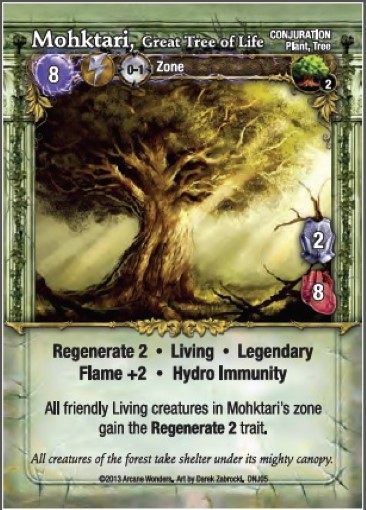 Mohktari, Great Tree of Life
CONJURATION
Plant, Tree
8
0-1
Zone
2
2
8
Regenerate 2 • Living • Legendary
Flame +2 • Hydro Immunity
All friendly Living creatures in Mohktari's zone
gain the Regenerate 2 trait.
All creatures of the forest take shelter under its mighty canopy.
©2013 Arcane Wonders. Art by Darek Zabrocki. DNJ05